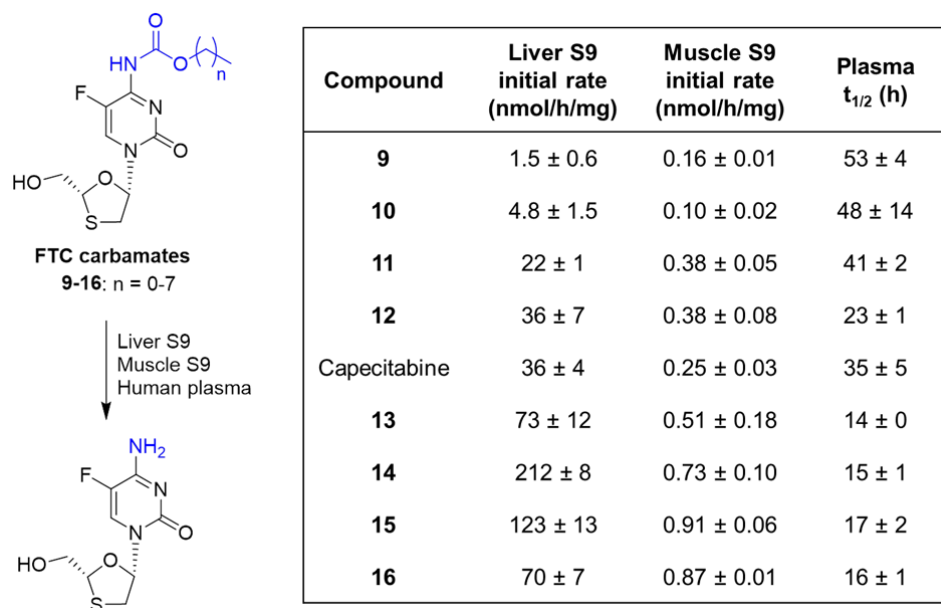 HN
O
O
n
F
N
N
O
HO
O
S
FTC carbamates
9-16: n = 0-7
Liver S9
Muscle S9
Human plasma
NH₂
F
N
N
O
HO
O
S
Compound Liver S9 initial rate (nmol/h/mg) Muscle S9 initial rate (nmol/h/mg) Plasma t₁/₂ (h)
9 1.5 ± 0.6 0.16 ± 0.01 53 ± 4
10 4.8 ± 1.5 0.10 ± 0.02 48 ± 14
11 22 ± 1 0.38 ± 0.05 41 ± 2
12 36 ± 7 0.38 ± 0.08 23 ± 1
Capecitabine 36 ± 4 0.25 ± 0.03 35 ± 5
13 73 ± 12 0.51 ± 0.18 14 ± 0
14 212 ± 8 0.73 ± 0.10 15 ± 1
15 123 ± 13 0.91 ± 0.06 17 ± 2
16 70 ± 7 0.87 ± 0.01 16 ± 1